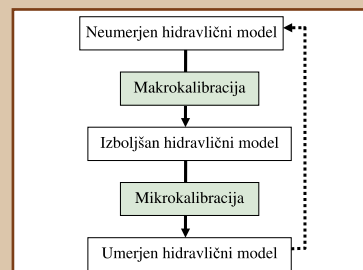 Neumerjen hidravlični model
Makrokalibracija
Izboljšan hidravlični model
Mikrokalibracija
Umerjen hidravlični model